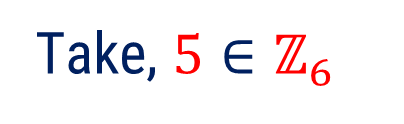 Take, 5 ∈ ℤ₆